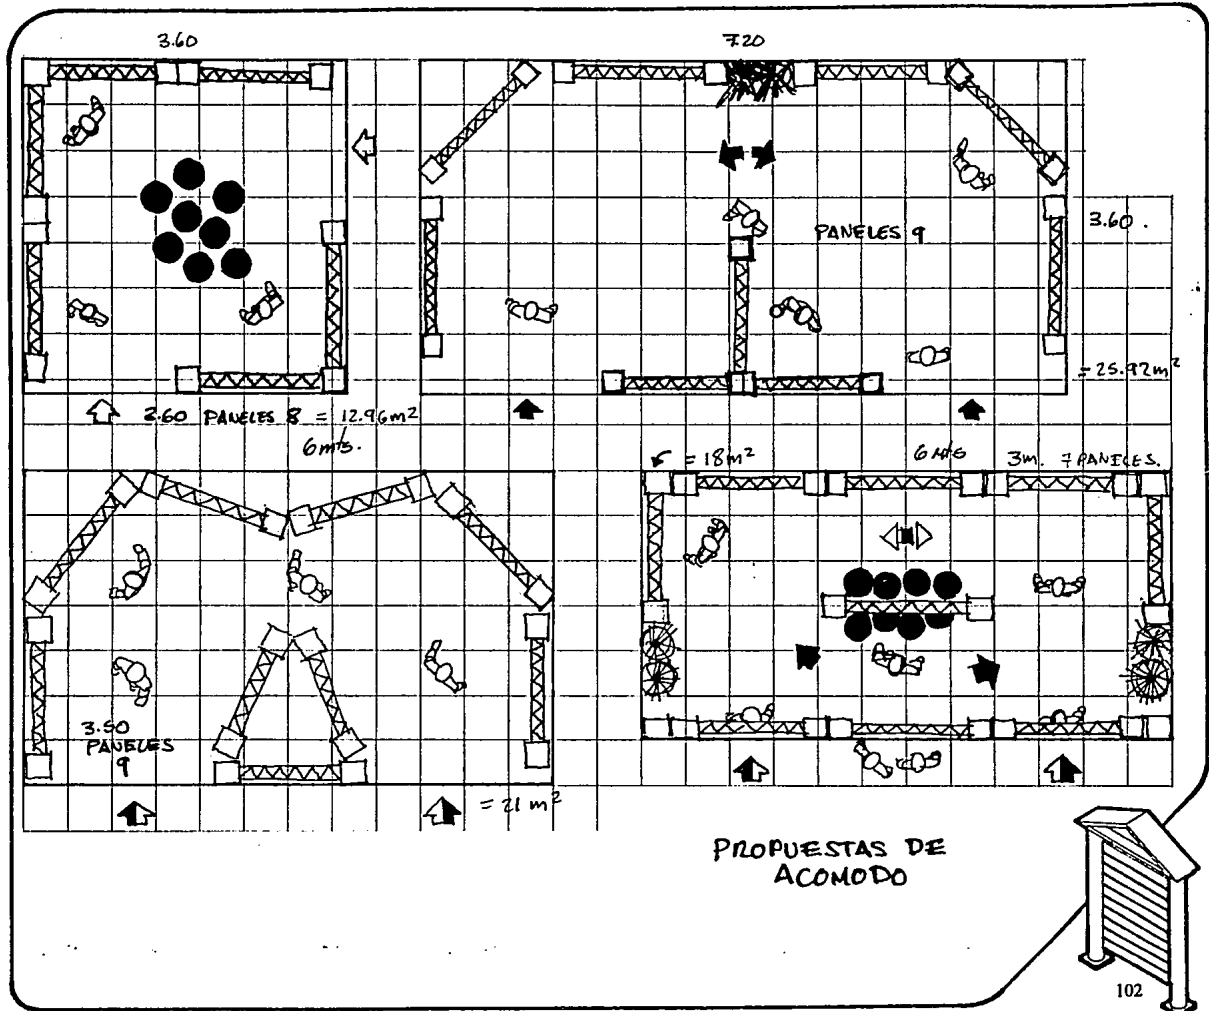 3.60
7.20
PANELES 9
3.60.
= 25.92m²
3.60 PANELES 8 = 12.96m²
6mts.
= 18m²
6 mts
3m. 7 PANELES.
3.50
PANELES
9
= 21 m²
PROPUESTAS DE
ACOMODO
102